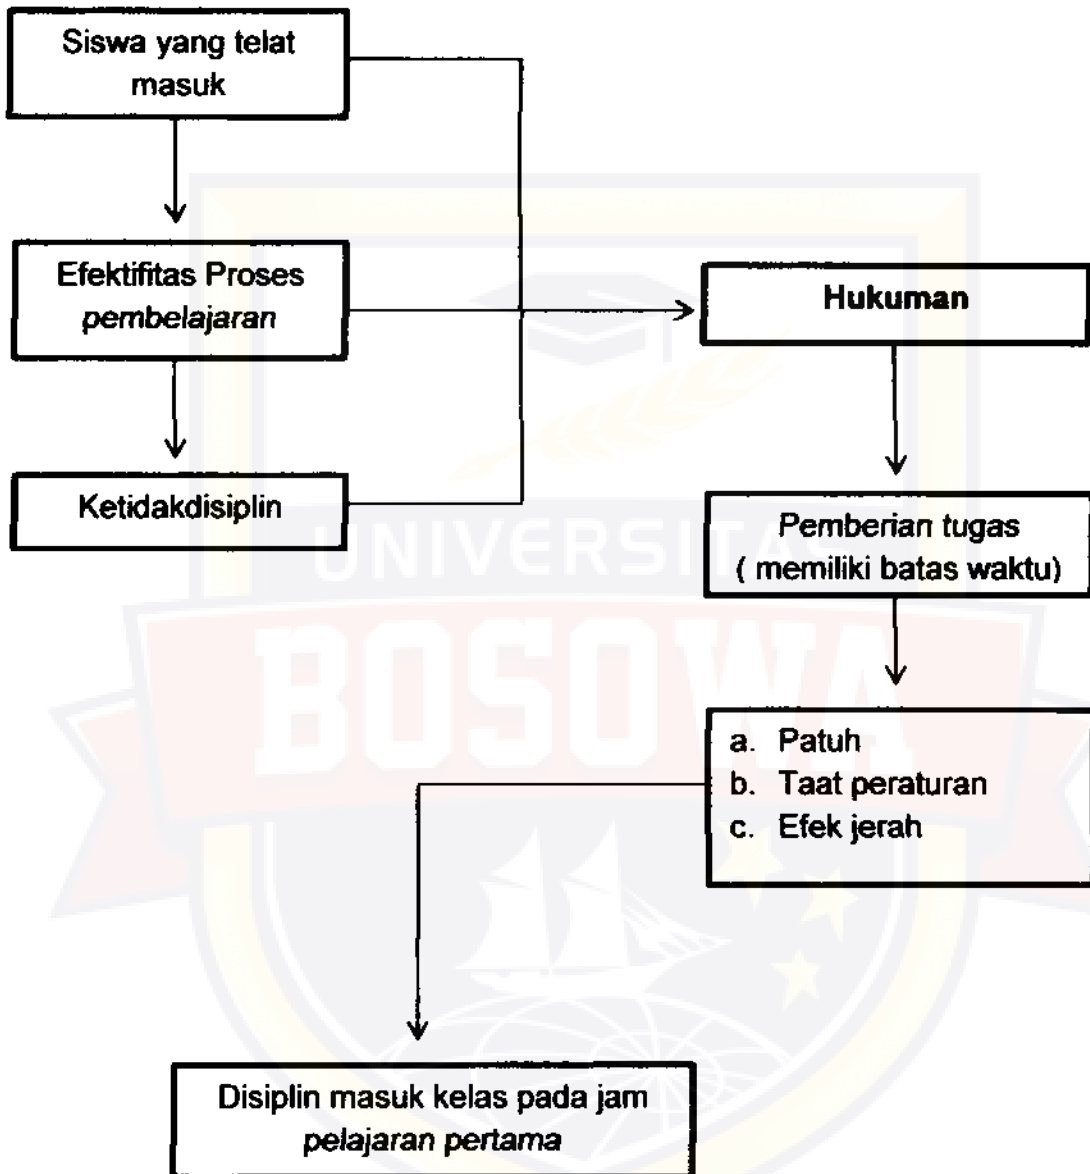 Siswa yang telat
masuk
Efektifitas Proses
pembelajaran
Ketidakdisiplin
Hukuman
Pemberian tugas
( memiliki batas waktu)
a. Patuh
b. Taat peraturan
c. Efek jerah
Disiplin masuk kelas pada jam
pelajaran pertama
UNIVERSITAS
BOSOWA